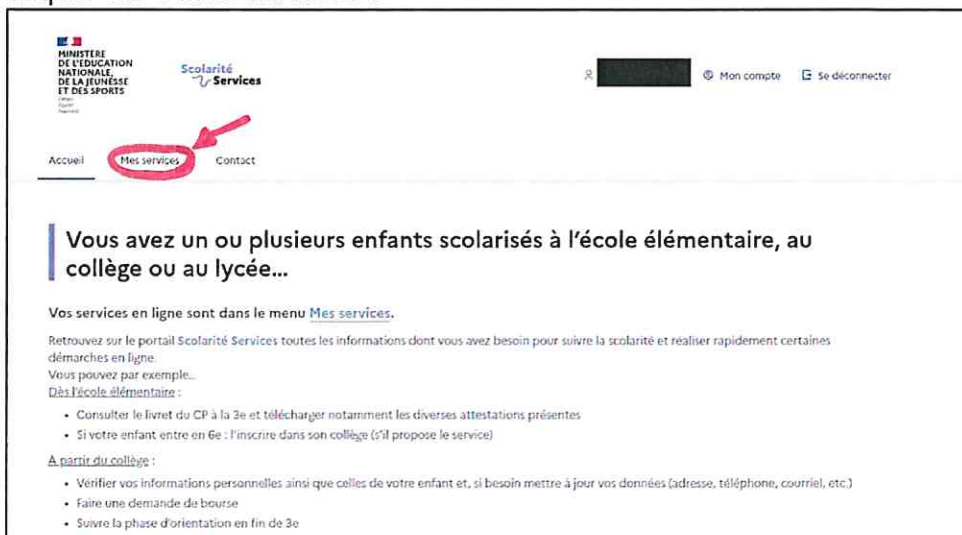 MINISTÈRE
DE L'ÉDUCATION
NATIONALE,
DE LA JEUNESSE
ET DES SPORTS
Scolarité
Services
Mon compte
Se déconnecter
Accueil
Mes services
Contact
Vous avez un ou plusieurs enfants scolarisés à l'école élémentaire, au
collège ou au lycée...
Vos services en ligne sont dans le menu Mes services.
Retrouvez sur le portail Scolarité Services toutes les informations dont vous avez besoin pour suivre la scolarité et réaliser rapidement certaines
démarches en ligne.
Vous pouvez par exemple...
Dès l'école élémentaire :
• Consulter le livret du CP à la 3e et télécharger notamment les diverses attestations présentes
• Si votre enfant entre en 6e : l'inscrire dans son collège (s'il propose le service)
A partir du collège :
• Vérifier vos informations personnelles ainsi que celles de votre enfant et, si besoin mettre à jour vos données (adresse, téléphone, courriel, etc.)
• Faire une demande de bourse
• Suivre la phase d'orientation en fin de 3e